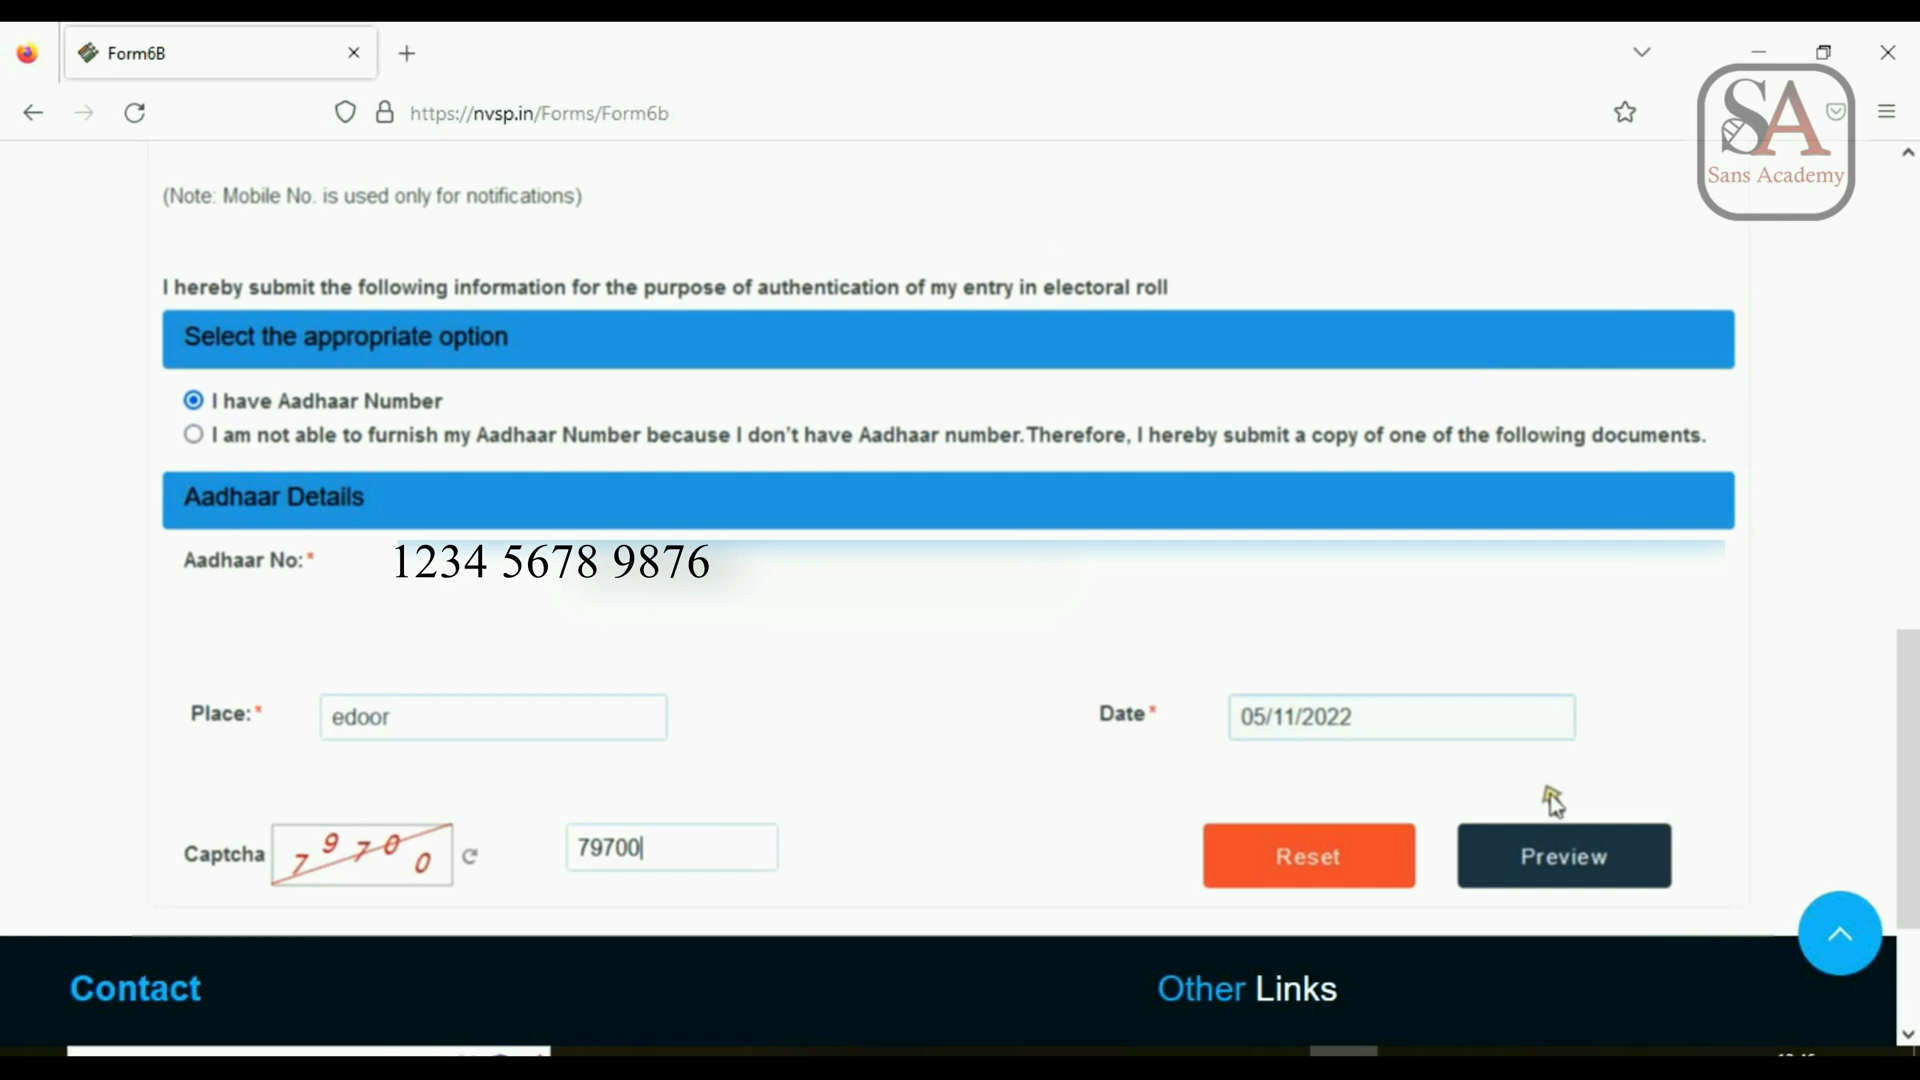 Form6B
https://nvsp.in/Forms/Form6b
SA
Sans Academy
(Note: Mobile No. is used only for notifications)
I hereby submit the following information for the purpose of authentication of my entry in electoral roll
Select the appropriate option
I have Aadhaar Number
I am not able to furnish my Aadhaar Number because I don't have Aadhaar number.Therefore, I hereby submit a copy of one of the following documents.
Aadhaar Details
Aadhaar No:* 1234 5678 9876
Place:* edoor Date* 05/11/2022
Captcha 79700 79700 Reset Preview
Contact Other Links